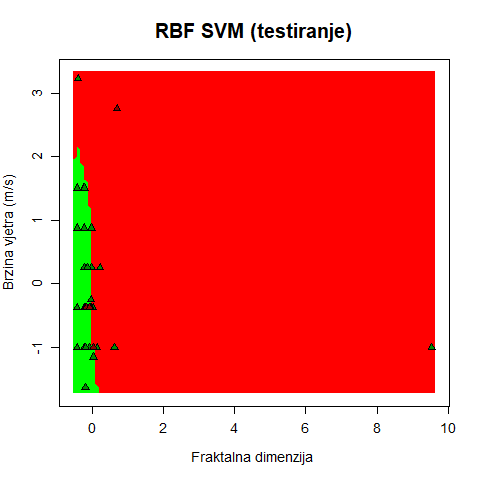 RBF SVM (testiranje)
Brzina vjetra (m/s)
3
2
1
0
-1
0 2 4 6 8 10
Fraktalna dimenzija